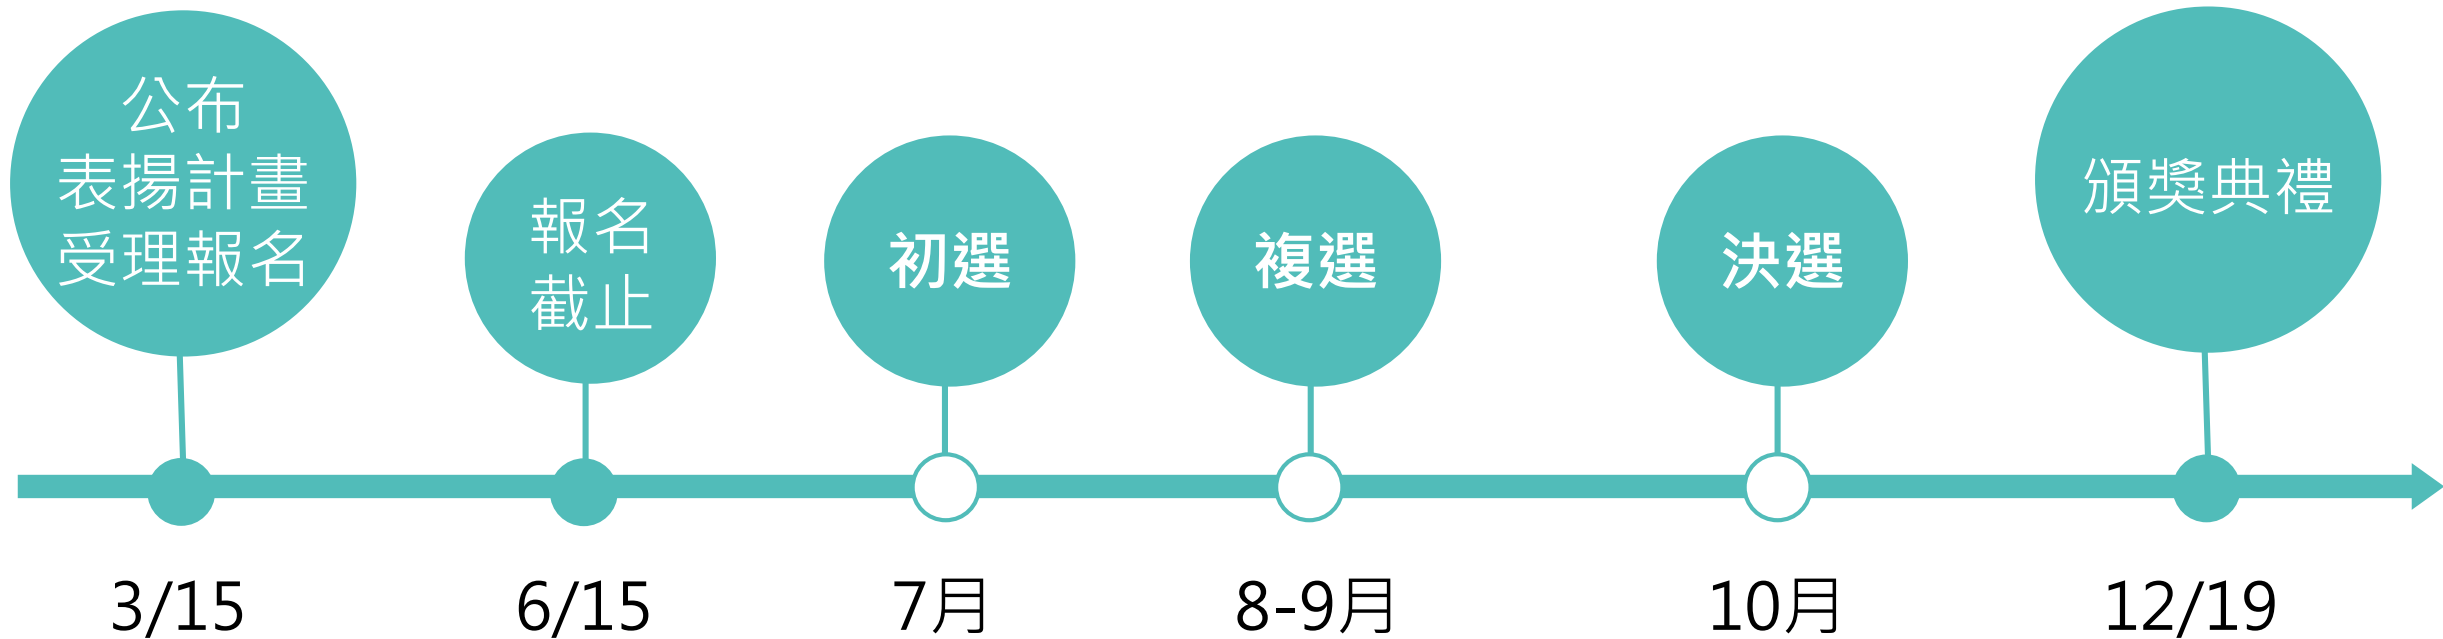 公布
表揚計畫
受理報名
報名
截止
初選
複選
決選
頒獎典禮
3/15
6/15
7月
8-9月
10月
12/19